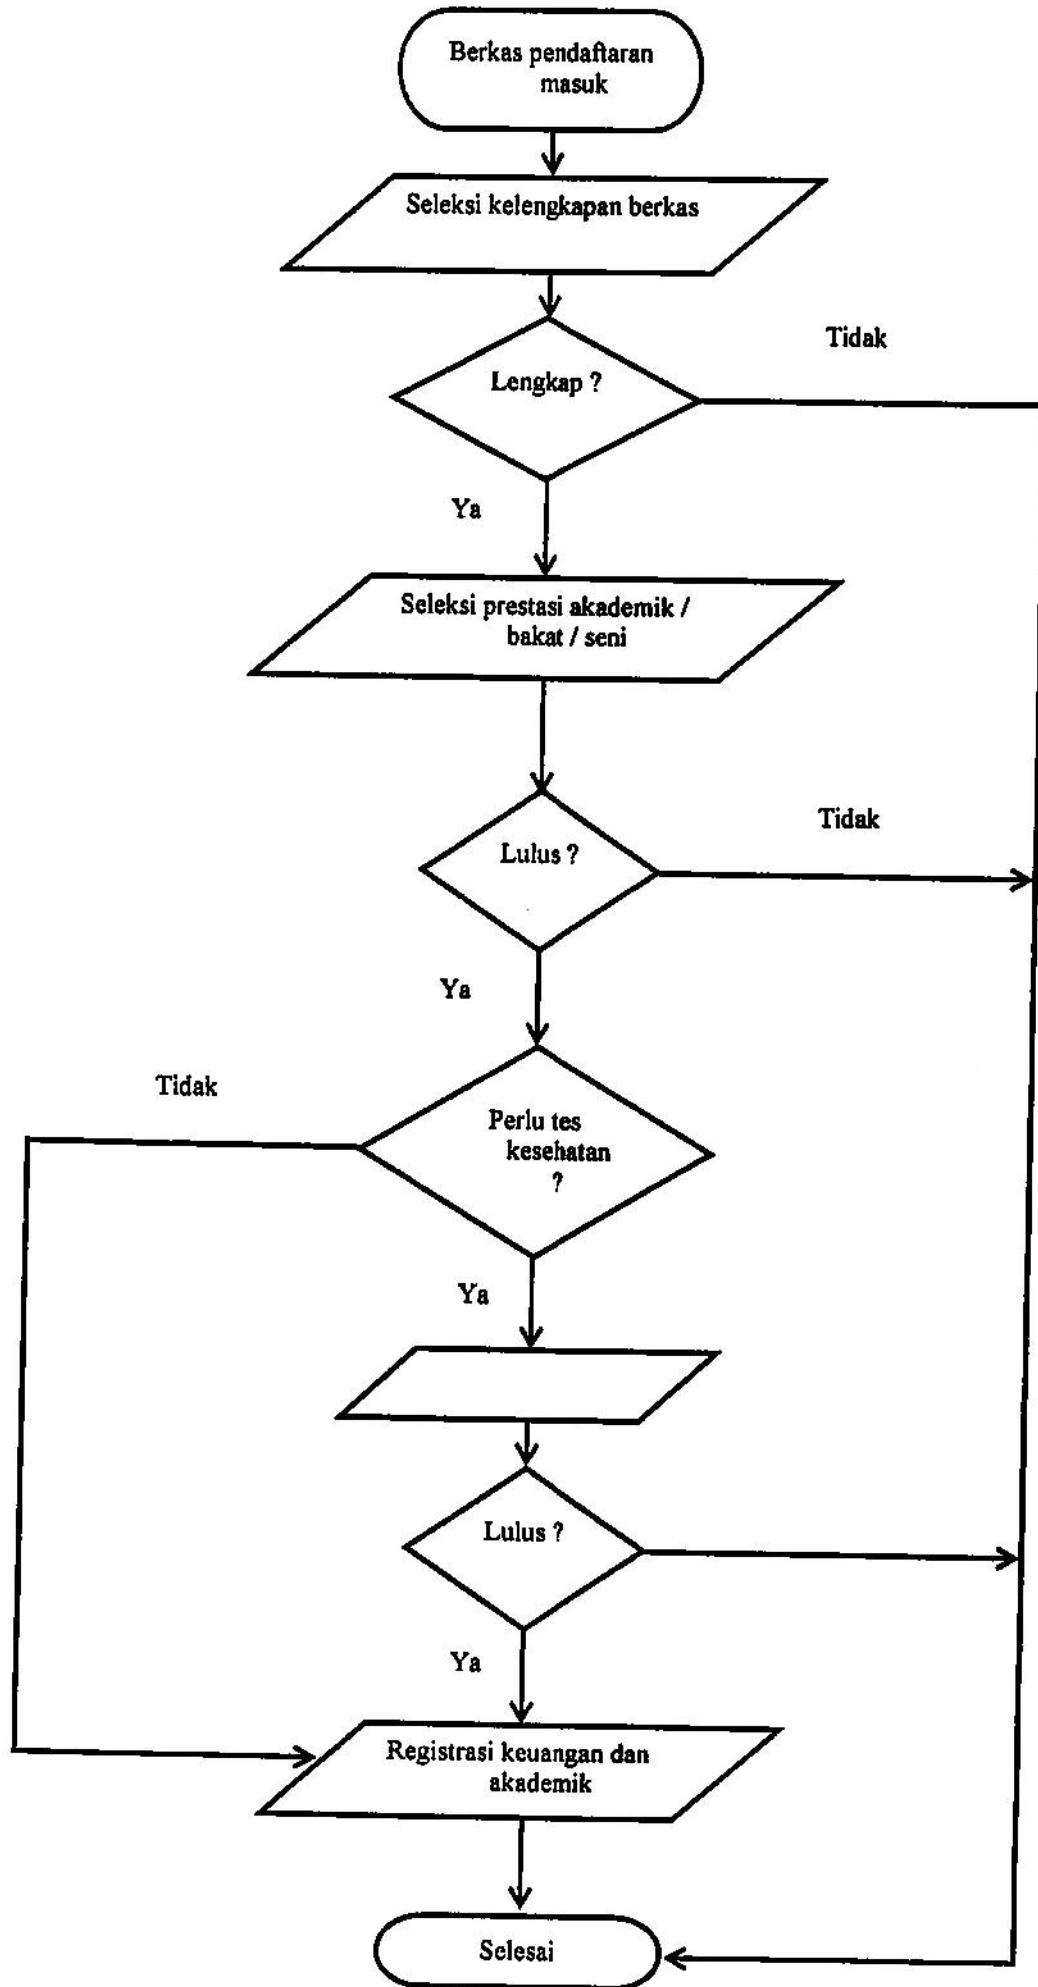 Berkas pendaftaran
masuk
Seleksi kelengkapan berkas
Tidak
Lengkap ?
Ya
Seleksi prestasi akademik /
bakat / seni
Tidak
Lulus ?
Ya
Tidak
Perlu tes
kesehatan
?
Ya
Lulus ?
Ya
Registrasi keuangan dan
akademik
Selesai